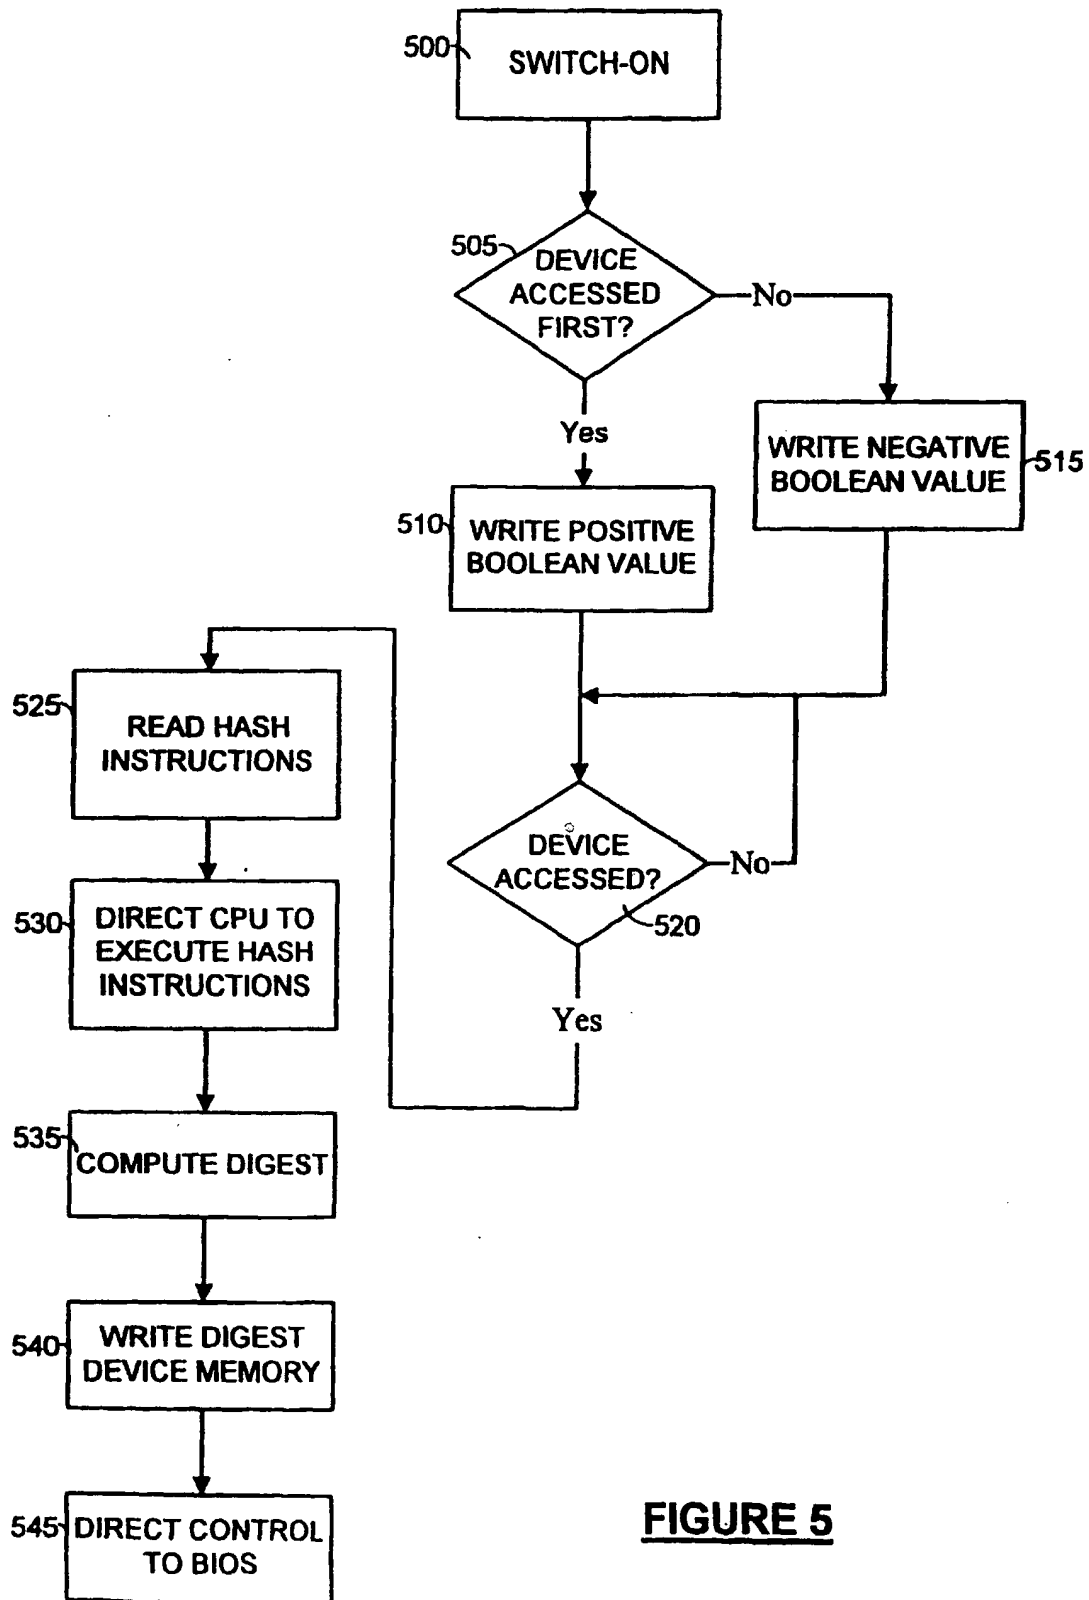 500
SWITCH-ON
505
DEVICE
ACCESSED
FIRST?
No
Yes
WRITE NEGATIVE
BOOLEAN VALUE
515
510
WRITE POSITIVE
BOOLEAN VALUE
525
READ HASH
INSTRUCTIONS
DEVICE
ACCESSED?
No
520
Yes
530
DIRECT CPU TO
EXECUTE HASH
INSTRUCTIONS
535
COMPUTE DIGEST
540
WRITE DIGEST
DEVICE MEMORY
545
DIRECT CONTROL
TO BIOS
FIGURE 5